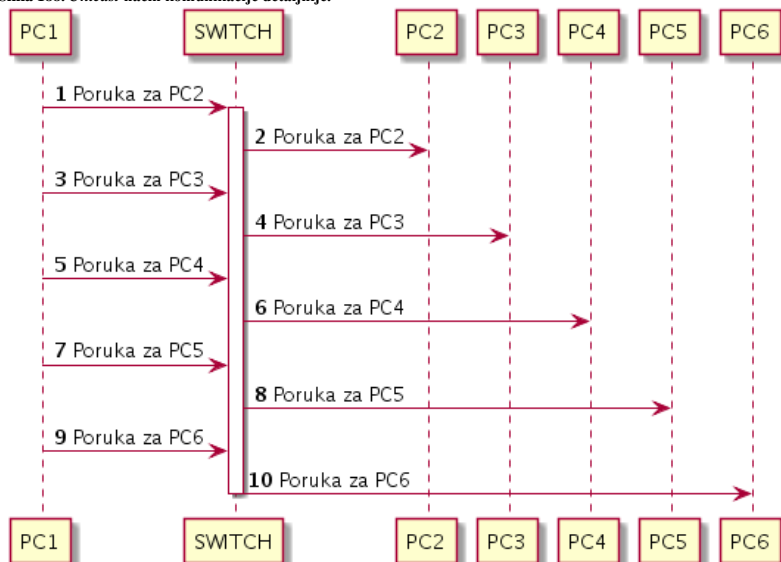 PC1 SWITCH PC2 PC3 PC4 PC5 PC6
1 Poruka za PC2
2 Poruka za PC2
3 Poruka za PC3
4 Poruka za PC3
5 Poruka za PC4
6 Poruka za PC4
7 Poruka za PC5
8 Poruka za PC5
9 Poruka za PC6
10 Poruka za PC6
PC1 SWITCH PC2 PC3 PC4 PC5 PC6